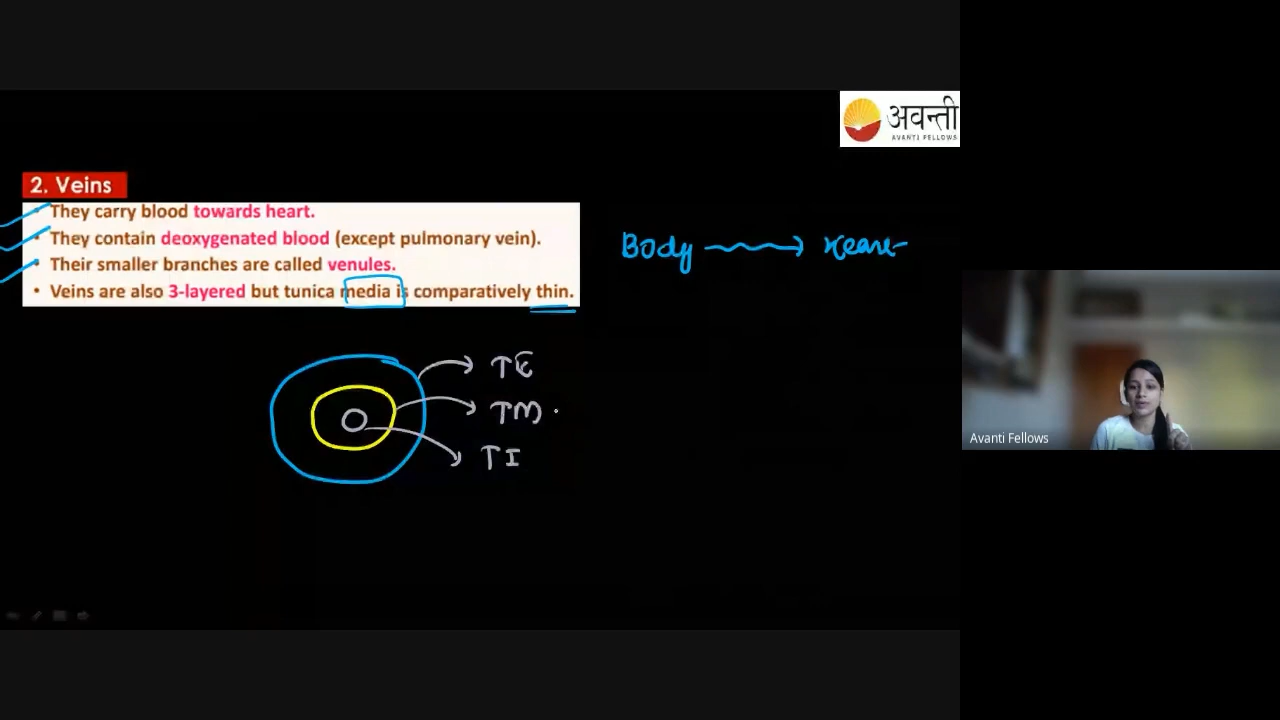 अवन्ती
AVANTI FELLOWS
2. Veins
• They carry blood towards heart.
• They contain deoxygenated blood (except pulmonary vein).
• Their smaller branches are called venules.
• Veins are also 3-layered but tunica media is comparatively thin.
Body → Heart
TE
TM
TI
Avanti Fellows